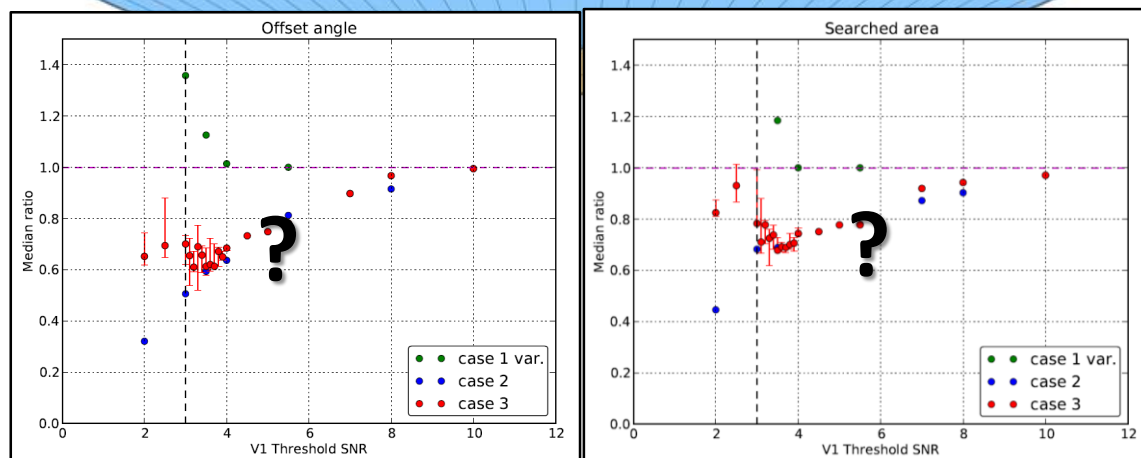 Offset angle
Median ratio
1.4
1.2
1.0
0.8
0.6
0.4
0.2
0.0
?
case 1 var.
case 2
case 3
0 2 4 6 8 10 12
V1 Threshold SNR
Searched area
Median ratio
1.4
1.2
1.0
0.8
0.6
0.4
0.2
0.0
?
case 1 var.
case 2
case 3
0 2 4 6 8 10 12
V1 Threshold SNR